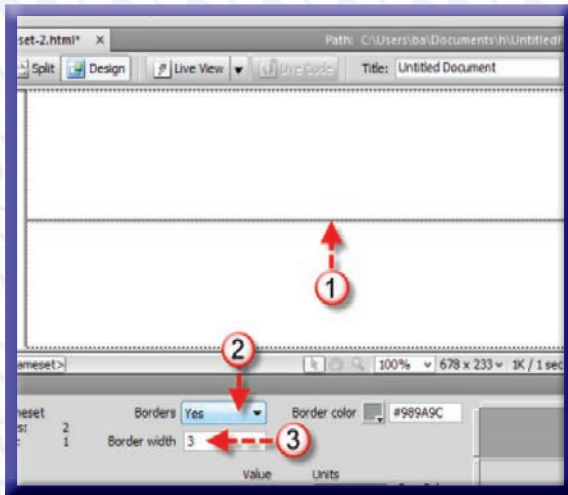 set-2.html* x Path: C:\Users\ba\Documents\h\Untitled
Split Design Live View Live Code Title: Untitled Document
1
2
ameset> 100% 678 x 233 1K / 1 sec
meset Borders Yes Border color #989A9C
s: 2
: 1 Border width 3 3
Value Units